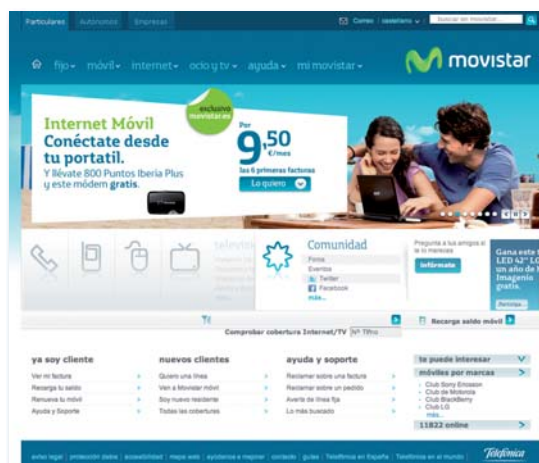 Particulares Autónomos Empresas
Correo | castellano
Buscar en movistar...
fijo móvil internet ocio y tv ayuda mi movistar
movistar
exclusivo
movistar.es
Internet Móvil
Conéctate desde
tu portatil.
Y llévate 800 Puntos Iberia Plus
y este módem gratis.
Por
9,50
€/mes
las 6 primeras facturas
Lo quiero
Comunidad
Foros
Eventos
Twitter
Facebook
más...
Pregunta a tus amigos si
te lo mereces
infórmate
Gana este
LED 42" LG
un año de
Imagenio
gratis.
Comprobar cobertura Internet/TV Nº Tlfno
Recarga saldo móvil
ya soy cliente
Ver mi factura
Recarga tu saldo
Renueva tu móvil
Ayuda y Soporte
nuevos clientes
Quiero una línea
Ven a Movistar móvil
Soy nuevo residente
Todas las coberturas
ayuda y soporte
Reclamar sobre una factura
Reclamar sobre un pedido
Avería de línea fija
Lo más buscado
te puede interesar
móviles por marcas
Club Sony Ericsson
Club de Motorola
Club BlackBerry
Club LG
más...
11822 online
aviso legal | protección datos | accesibilidad | mapa web | ayúdanos a mejorar | contacto | guías | Telefónica en España | Telefónica en el mundo
Telefónica